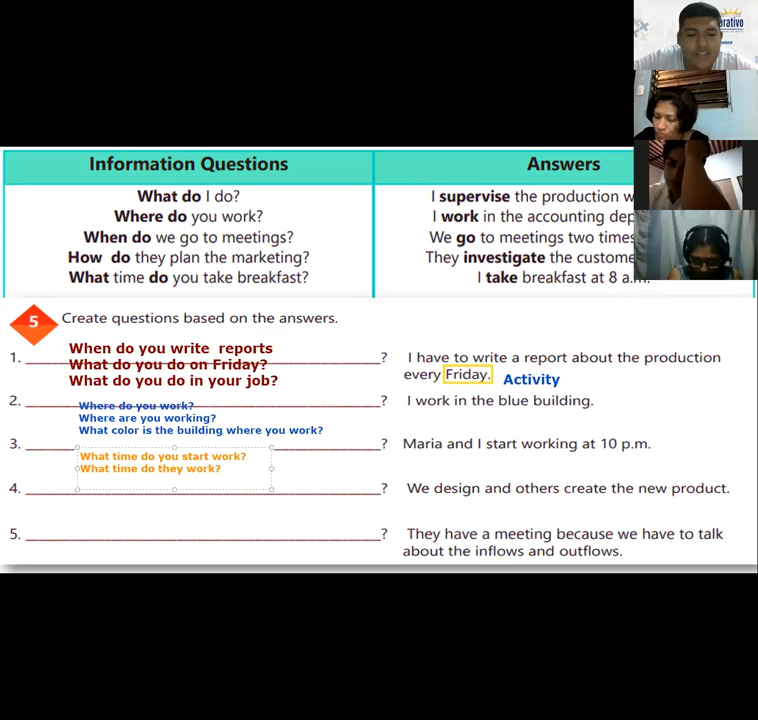 Information Questions
Answers
What do I do?
I supervise the production
Where do you work?
I work in the accounting
When do we go to meetings?
We go to meetings two times
How do they plan the marketing?
They investigate the
What time do you take breakfast?
I take breakfast at 8 a.m.
5
Create questions based on the answers.
1. ? I have to write a report about the production
every Friday.
Activity
When do you write reports
What do you do on Friday?
What do you do in your job?
2. ? I work in the blue building.
Where do you work?
Where are you working?
What color is the building where you work?
3. ? Maria and I start working at 10 p.m.
What time do you start work?
What time do they work?
4. ? We design and others create the new product.
5. ? They have a meeting because we have to talk
about the inflows and outflows.